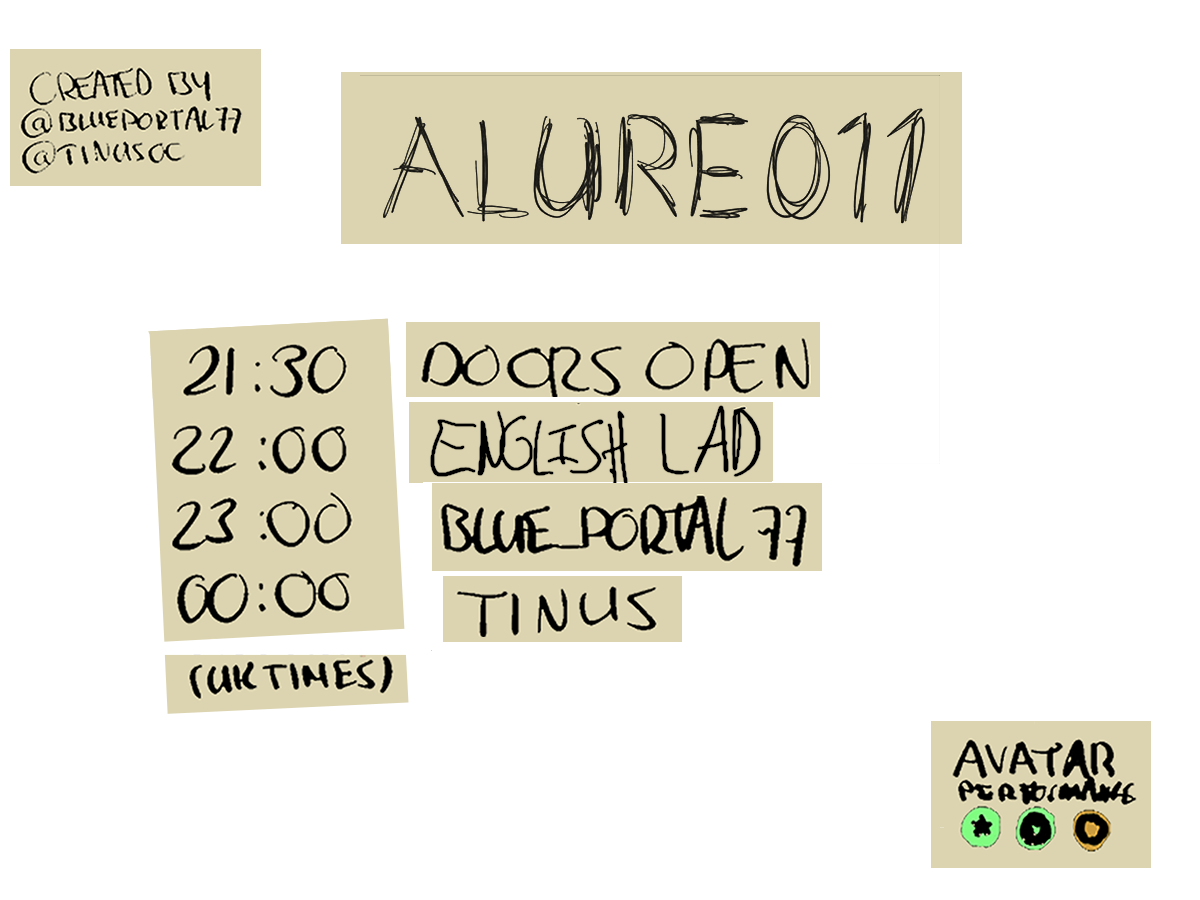 CREATED BY
@BLUEPORTAL77
@TINUSOC
ALURE011
21:30 DOORS OPEN
22:00 ENGLISH LAD
23:00 BLUE_PORTAL77
00:00 TINUS
(UK TIMES)
AVATAR
PERFORMANCE